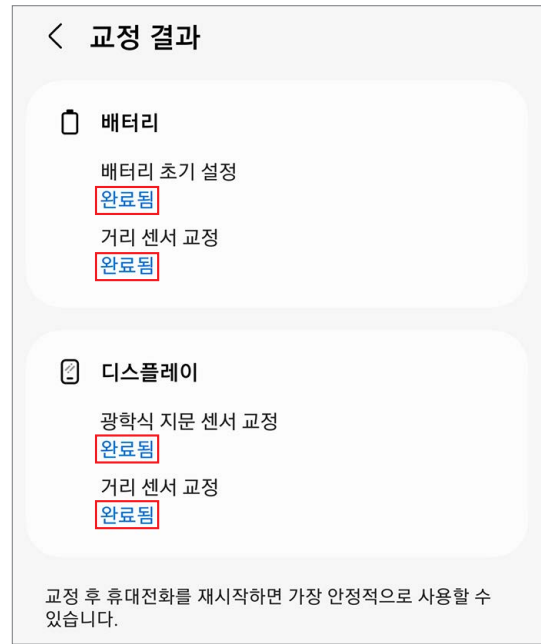 교정 결과
배터리
배터리 초기 설정
완료됨
거리 센서 교정
완료됨
디스플레이
광학식 지문 센서 교정
완료됨
거리 센서 교정
완료됨
교정 후 휴대전화를 재시작하면 가장 안정적으로 사용할 수
있습니다.